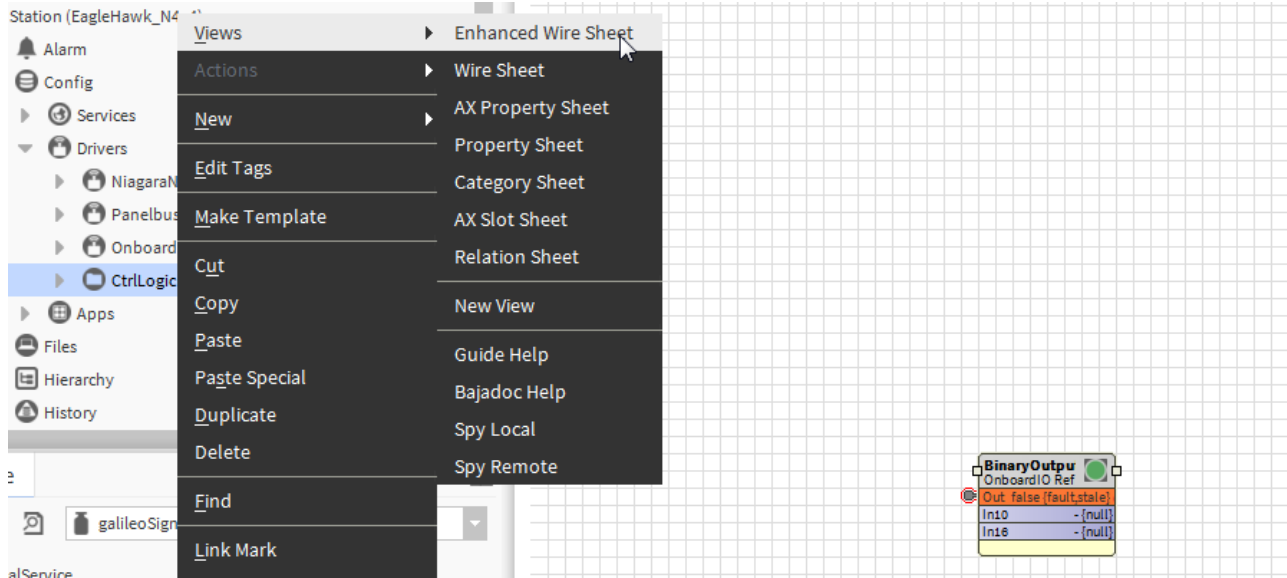 Station (EagleHawk_N4
Alarm
Config
Services
Drivers
NiagaraN
Panelbus
Onboard
CtrlLogic
Apps
Files
Hierarchy
History
galileoSign
alService
Views
Actions
New
Edit Tags
Make Template
Cut
Copy
Paste
Paste Special
Duplicate
Delete
Find
Link Mark
Enhanced Wire Sheet
Wire Sheet
AX Property Sheet
Property Sheet
Category Sheet
AX Slot Sheet
Relation Sheet
New View
Guide Help
Bajadoc Help
Spy Local
Spy Remote
BinaryOutpu
OnboardIO Ref
Out false {fault,stale}
In10 - {null}
In16 - {null}